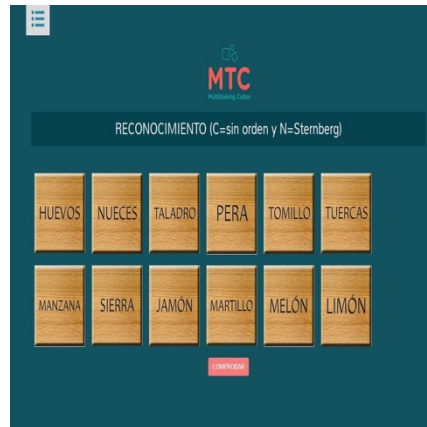 MTC
Multitasking Cubes
RECONOCIMIENTO (C=sin orden y N=Sternberg)
HUEVOS NUECES TALADRO PERA TOMILLO TUERCAS
MANZANA SIERRA JAMÓN MARTILLO MELÓN LIMÓN
COMPROBAR